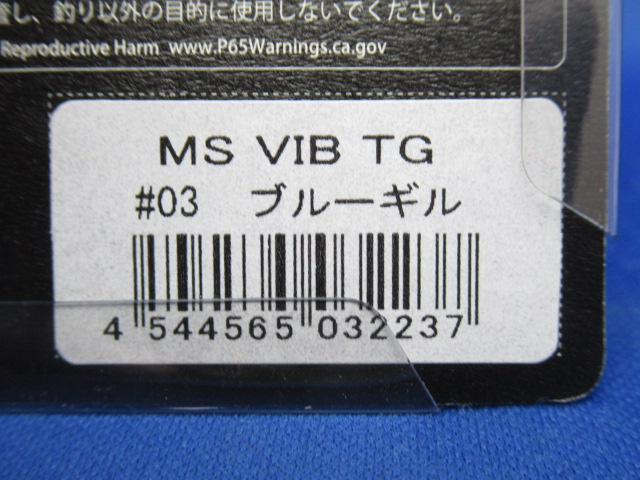 し、釣り以外の目的に使用しないでください。
Reproductive Harm www.P65Warnings.ca.gov
MS VIB TG
#03 ブルーギル
4 544565 032237